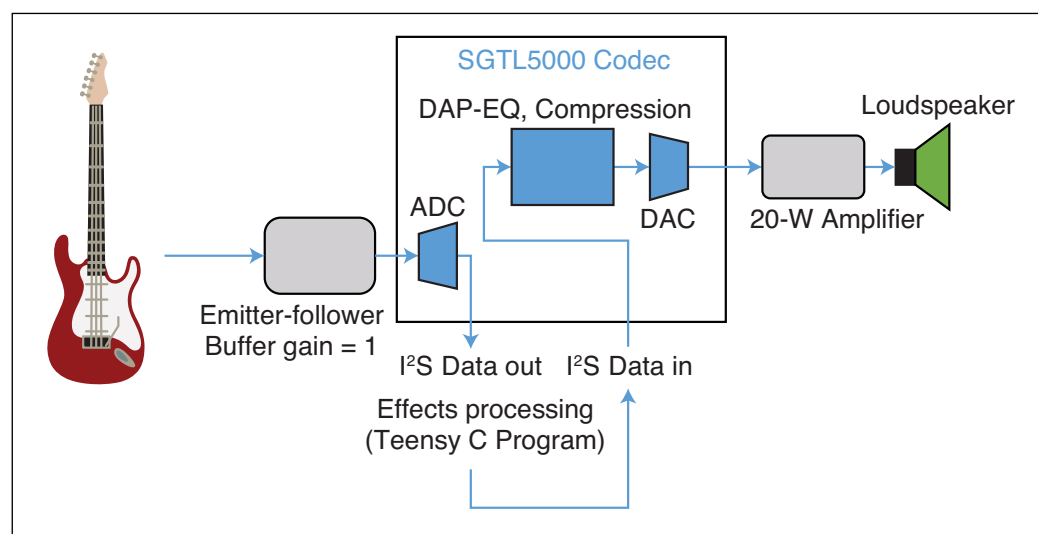 SGTL5000 Codec
DAP-EQ, Compression
Loudspeaker
ADC
DAC
20-W Amplifier
Emitter-follower
Buffer gain = 1
I²S Data out
I²S Data in
Effects processing
(Teensy C Program)